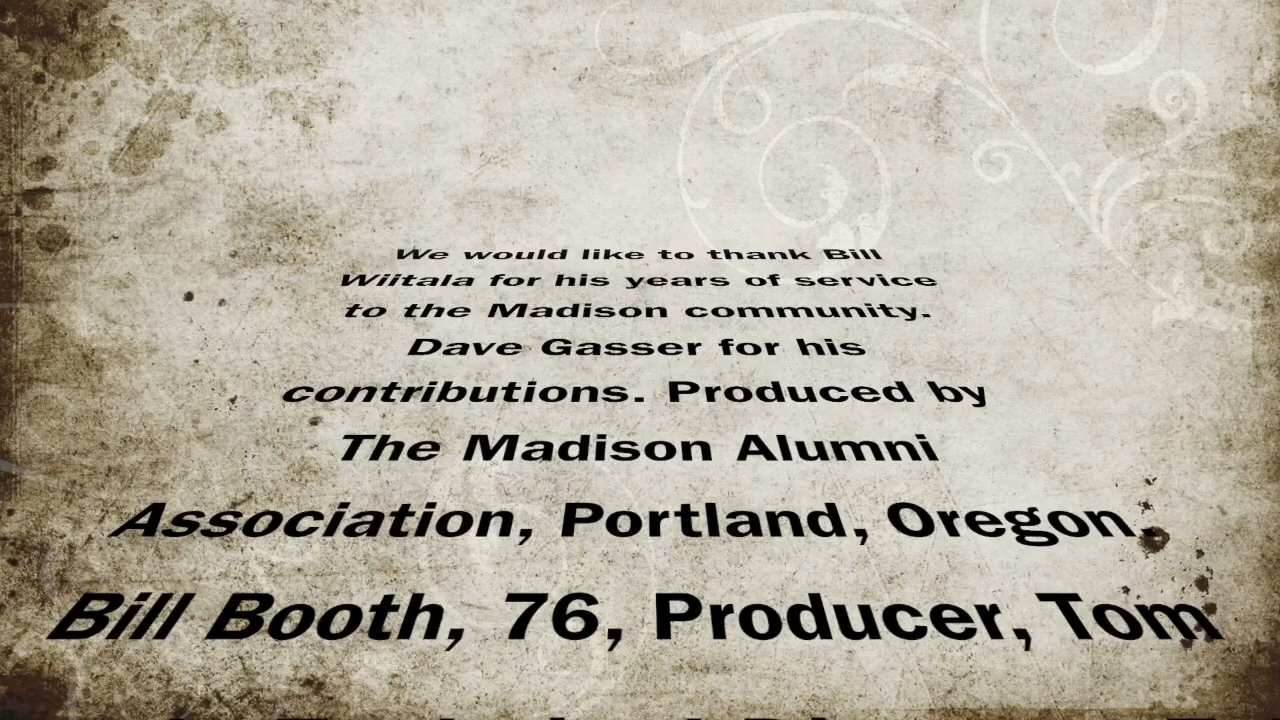 We would like to thank Bill
Wiitala for his years of service
to the Madison community.
Dave Gasser for his
contributions. Produced by
The Madison Alumni
Association, Portland, Oregon.
Bill Booth, 76, Producer, Tom